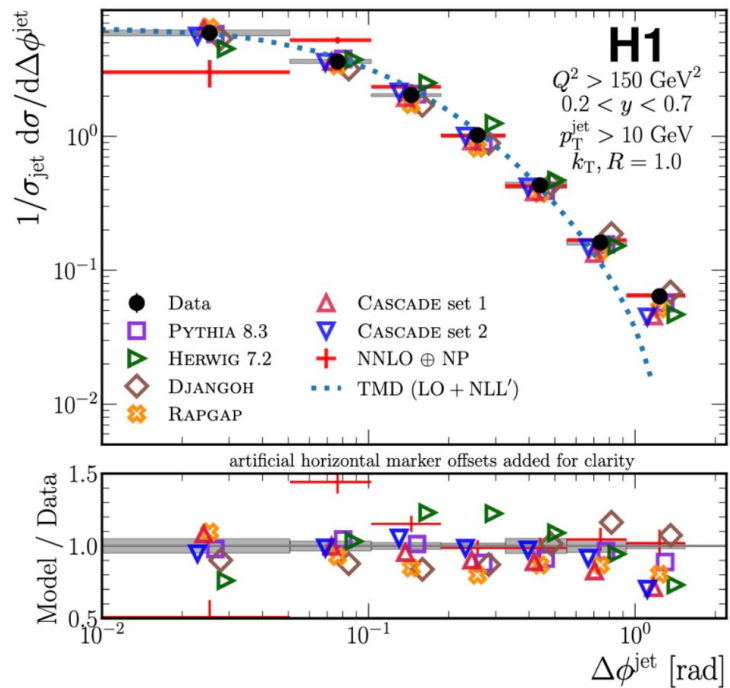 1/σ_jet dσ/dΔϕ^jet
10^0
10^-1
10^-2
H1
Q^2 > 150 GeV^2
0.2 < y < 0.7
p_T^jet > 10 GeV
k_T, R = 1.0
Data
PYTHIA 8.3
HERWIG 7.2
DJANGOH
RAPGAP
CASCADE set 1
CASCADE set 2
NNLO ⊕ NP
TMD (LO + NLL′)
artificial horizontal marker offsets added for clarity
Model / Data
1.5
1.0
0.5
10^-2
10^-1
10^0
Δϕ^jet [rad]